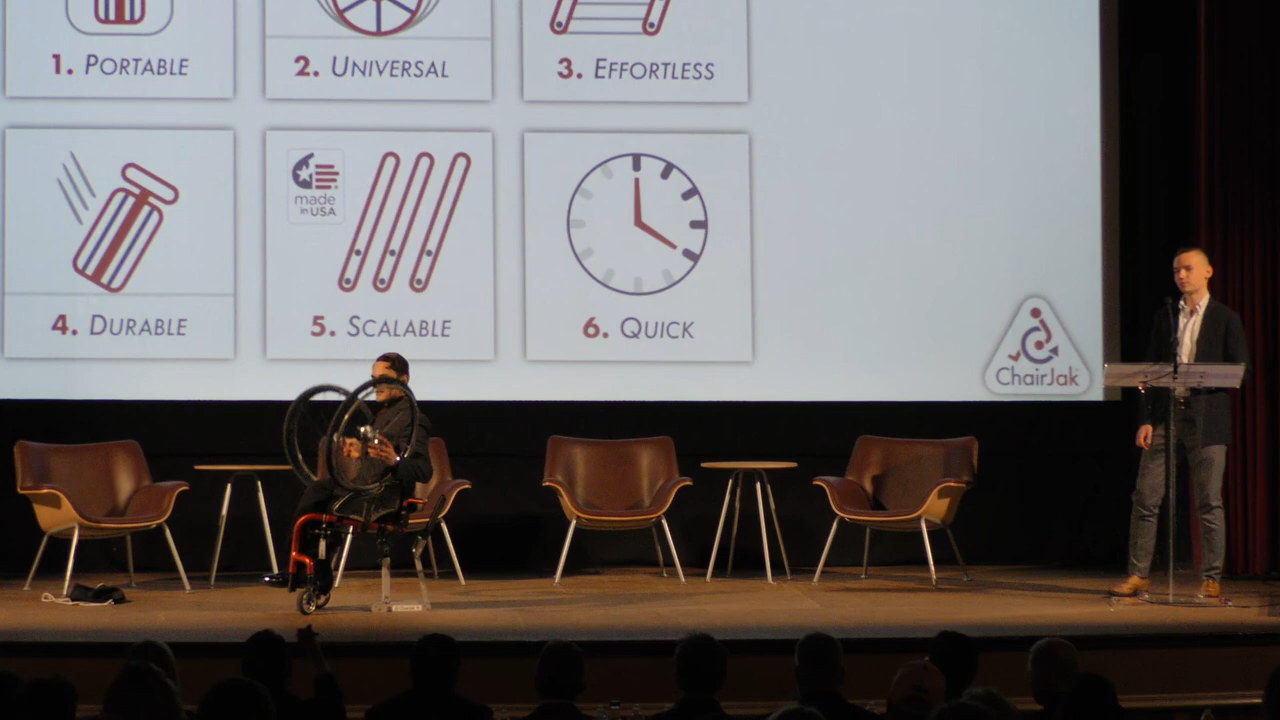 1. PORTABLE
2. UNIVERSAL
3. EFFORTLESS
made
in USA
4. DURABLE
5. SCALABLE
6. QUICK
ChairJak